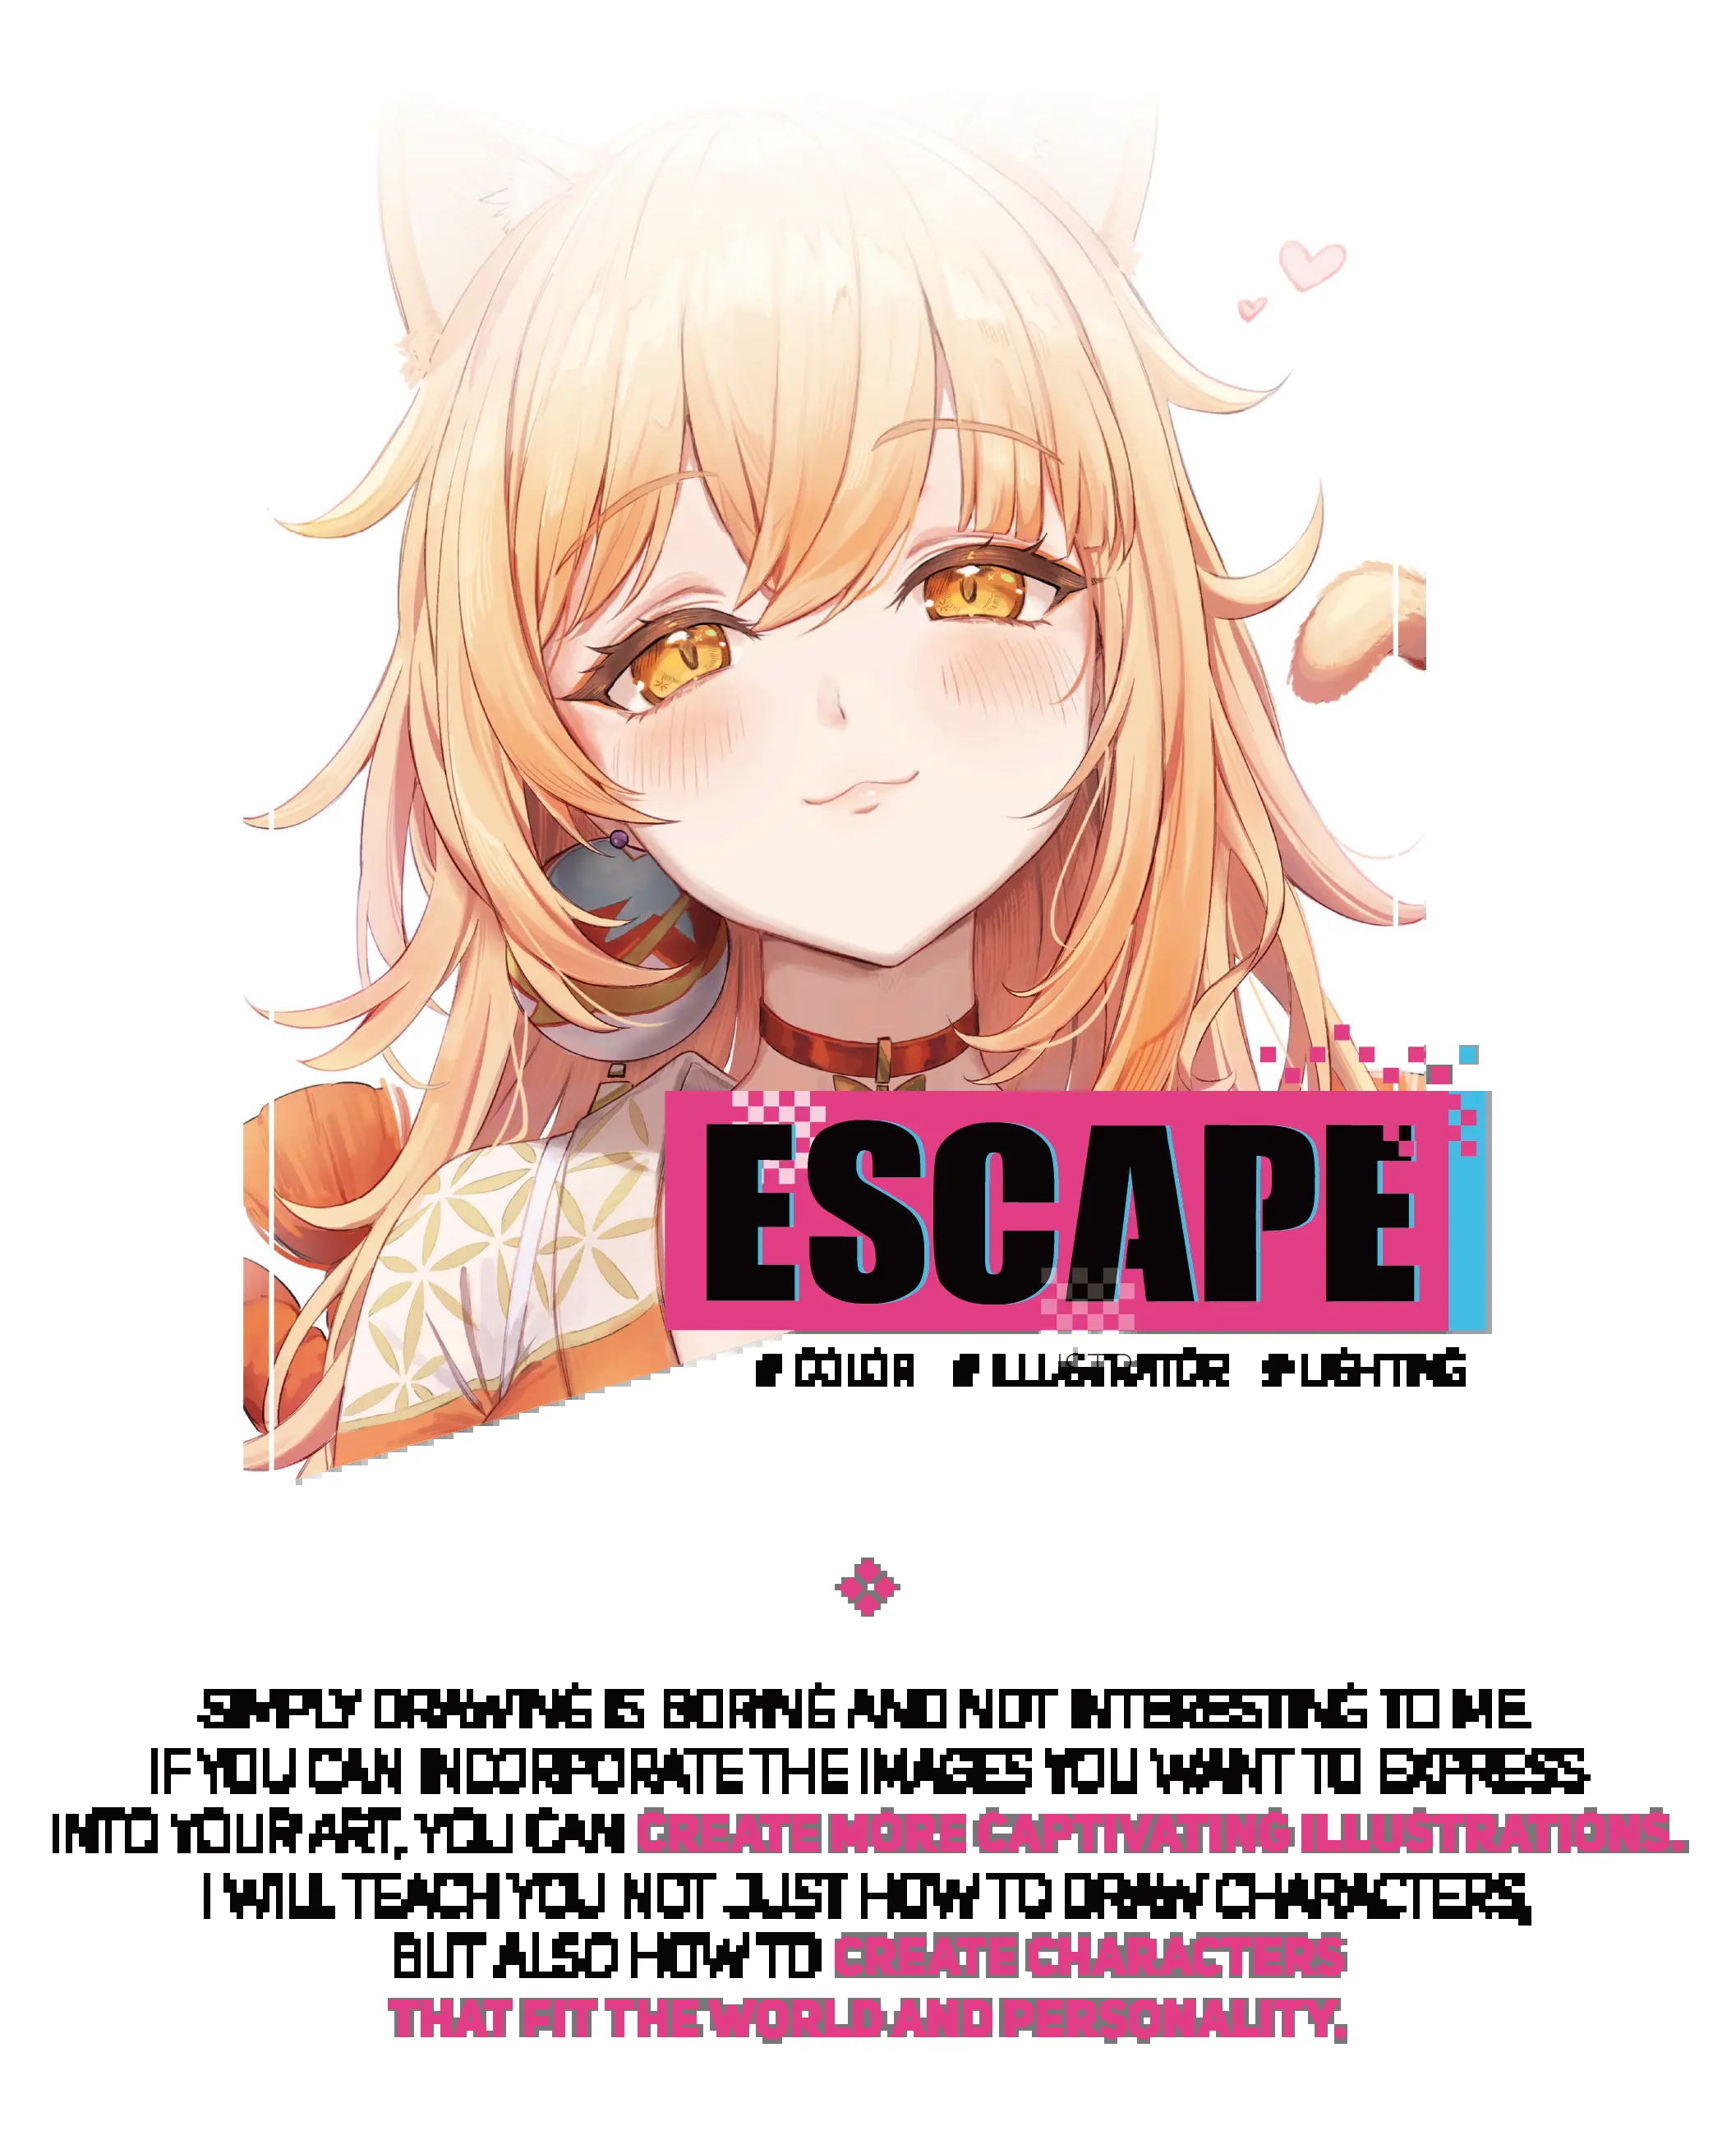 ESCAPE
# COLOR # ILLUSTRATOR # LIGHTING
SIMPLY DRAWING IS BORING AND NOT INTERESTING TO ME
IF YOU CAN INCORPORATE THE IMAGES YOU WANT TO EXPRESS
INTO YOUR ART, YOU CAN CREATE MORE CAPTIVATING ILLUSTRATIONS.
I WILL TEACH YOU NOT JUST HOW TO DRAW CHARACTERS,
BUT ALSO HOW TO CREATE CHARACTERS
THAT FIT THE WORLD AND PERSONALITY.